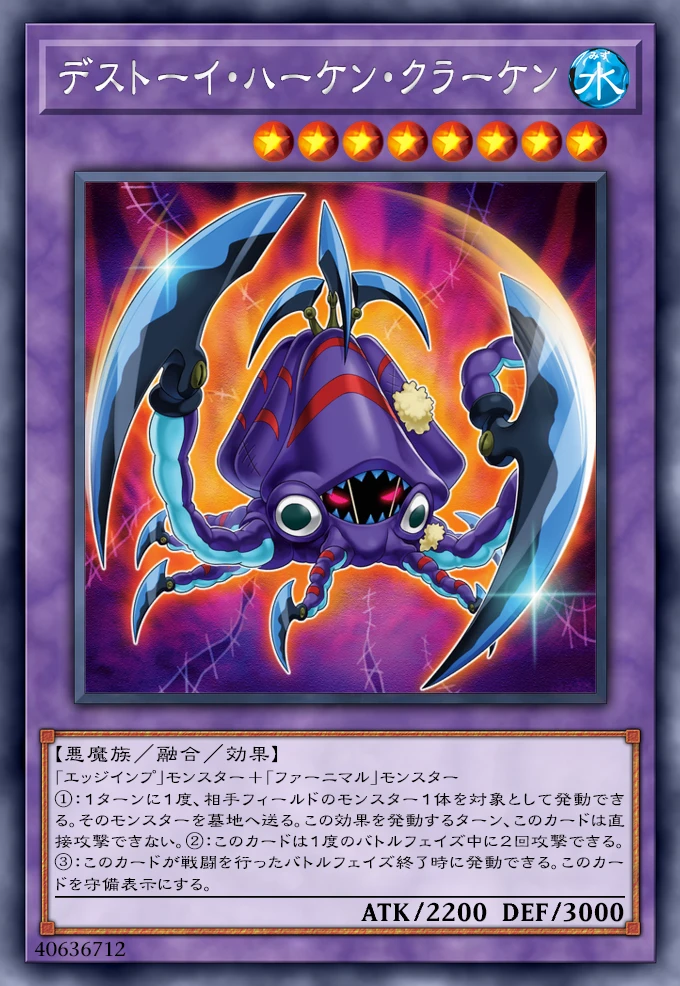 デストーイ・ハーケン・クラーケン
みず
水
【悪魔族／融合／効果】
「エッジインプ」モンスター＋「ファーニマル」モンスター
①：1ターンに1度、相手フィールドのモンスター1体を対象として発動でき
る。そのモンスターを墓地へ送る。この効果を発動するターン、このカードは直
接攻撃できない。②：このカードは1度のバトルフェイズ中に2回攻撃できる。
③：このカードが戦闘を行ったバトルフェイズ終了時に発動できる。このカー
ドを守備表示にする。
ATK/2200 DEF/3000
40636712